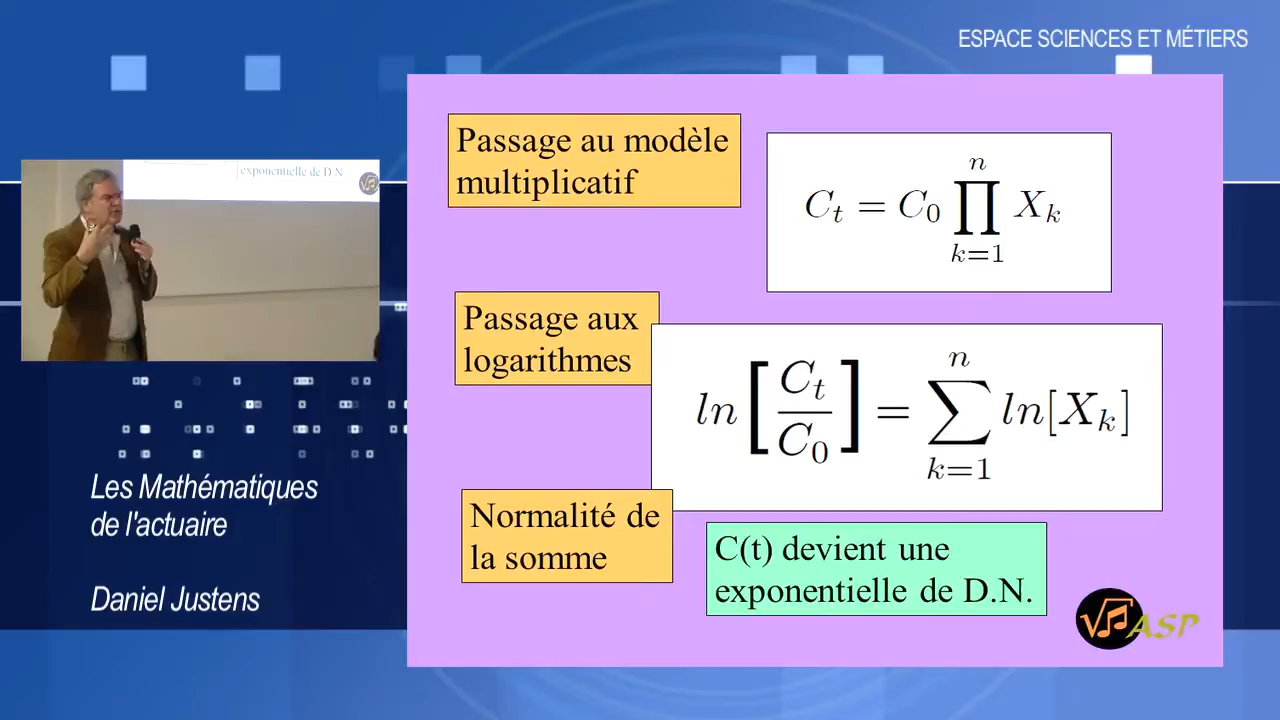 ESPACE SCIENCES ET MÉTIERS
Passage au modèle
multiplicatif
C_t = C_0 \prod_{k=1}^{n} X_k
exponentielle de D.N.
Passage aux
logarithmes
ln[C_t/C_0] = \sum_{k=1}^{n} ln[X_k]
Les Mathématiques
de l'actuaire
Normalité de
la somme
C(t) devient une
exponentielle de D.N.
Daniel Justens
√ASP